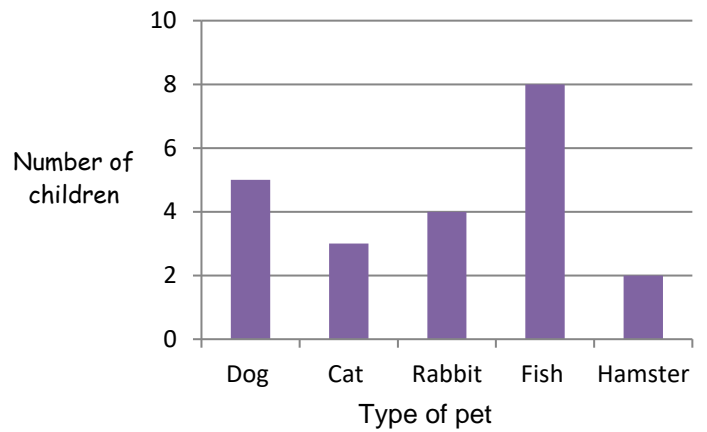 10
8
6
4
2
0
Number of
children
Dog Cat Rabbit Fish Hamster
Type of pet